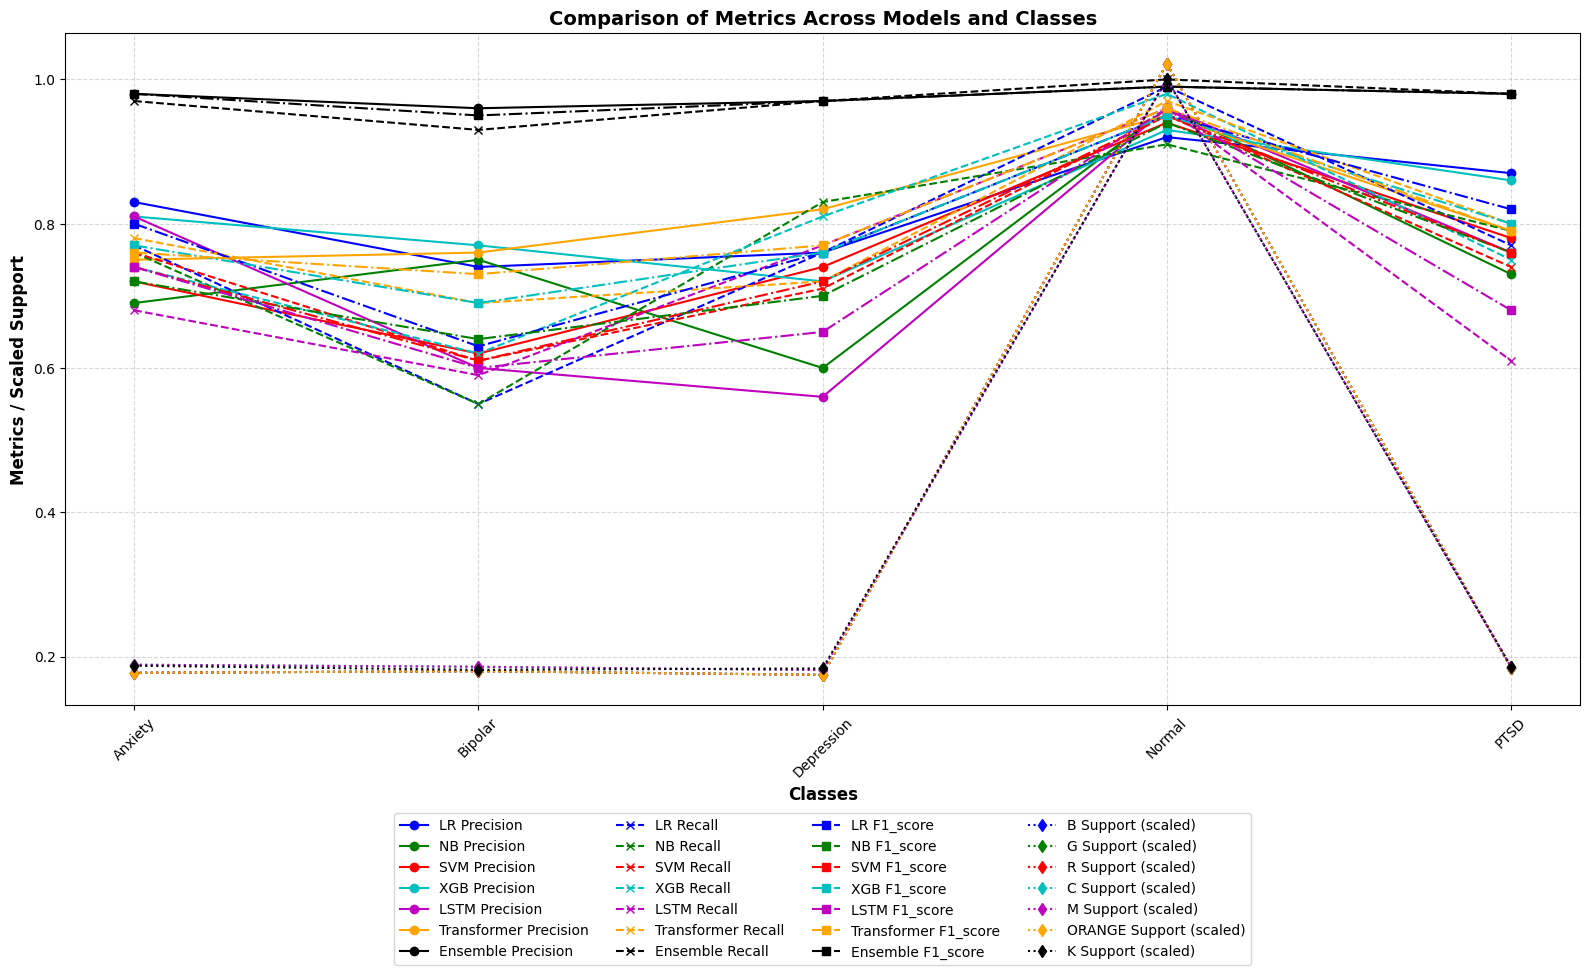 Comparison of Metrics Across Models and Classes
Metrics / Scaled Support
1.0
0.8
0.6
0.4
0.2
Anxiety
Bipolar
Depression
Normal
PTSD
Classes
LR Precision
NB Precision
SVM Precision
XGB Precision
LSTM Precision
Transformer Precision
Ensemble Precision
LR Recall
NB Recall
SVM Recall
XGB Recall
LSTM Recall
Transformer Recall
Ensemble Recall
LR F1_score
NB F1_score
SVM F1_score
XGB F1_score
LSTM F1_score
Transformer F1_score
Ensemble F1_score
B Support (scaled)
G Support (scaled)
R Support (scaled)
C Support (scaled)
M Support (scaled)
ORANGE Support (scaled)
K Support (scaled)